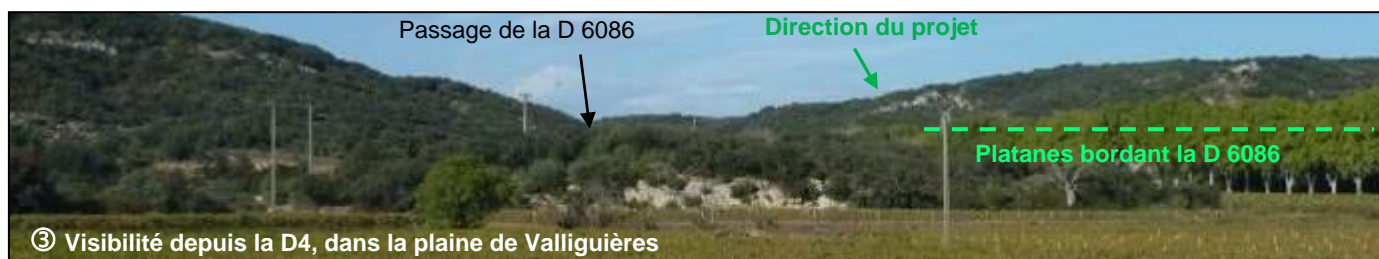 Passage de la D 6086
Direction du projet
Platanes bordant la D 6086
③ Visibilité depuis la D4, dans la plaine de Valliguières